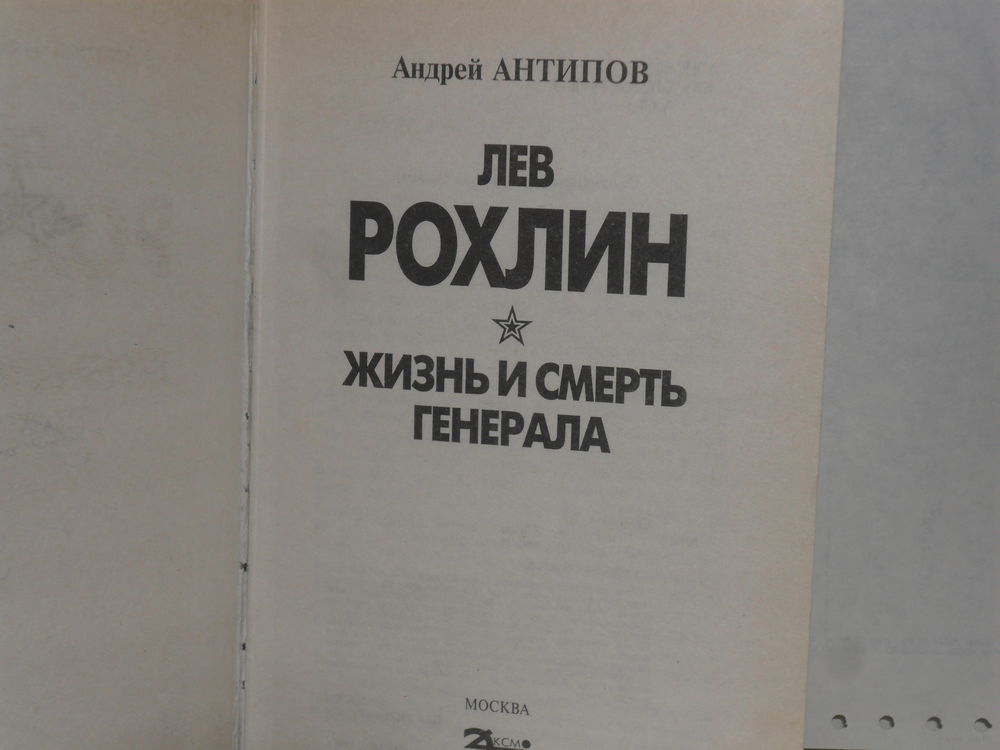 Андрей АНТИПОВ
ЛЕВ
РОХЛИН
ЖИЗНЬ И СМЕРТЬ
ГЕНЕРАЛА
МОСКВА